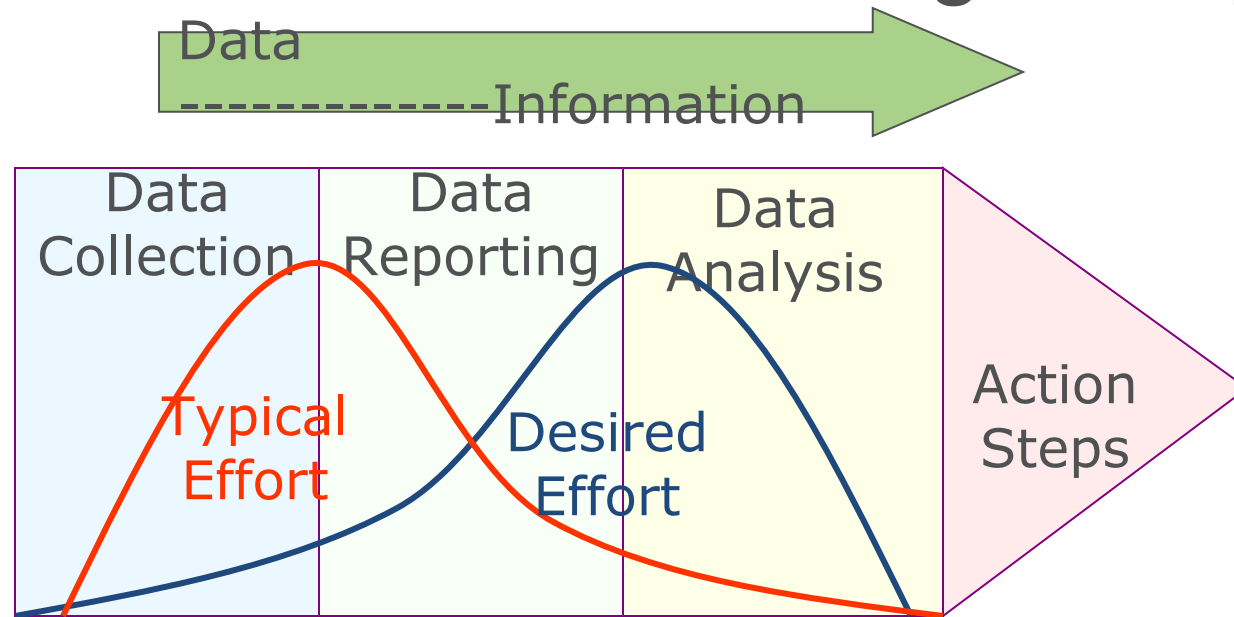 Data
-------------Information
Data
Collection
Data
Reporting
Data
Analysis
Typical
Effort
Desired
Effort
Action
Steps